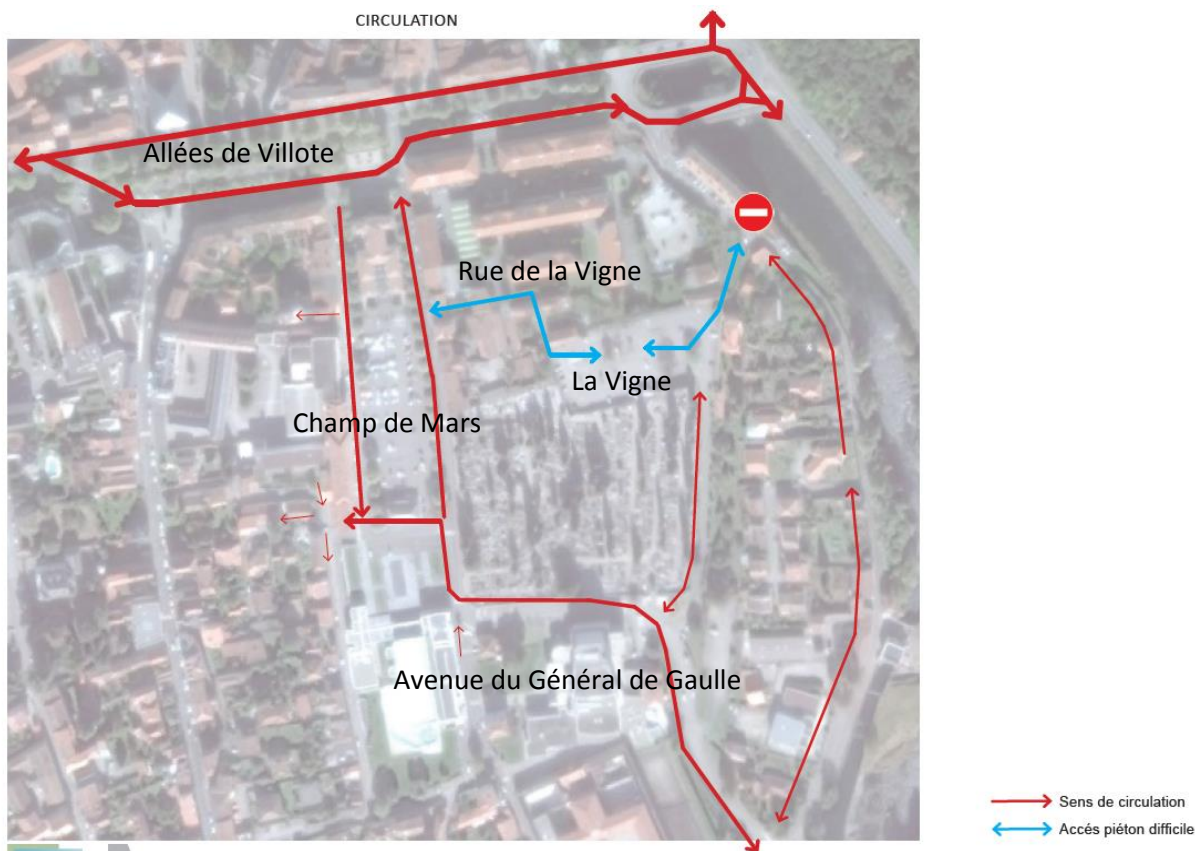 CIRCULATION
Allées de Villote
Rue de la Vigne
La Vigne
Champ de Mars
Avenue du Général de Gaulle
Sens de circulation
Accés piéton difficile